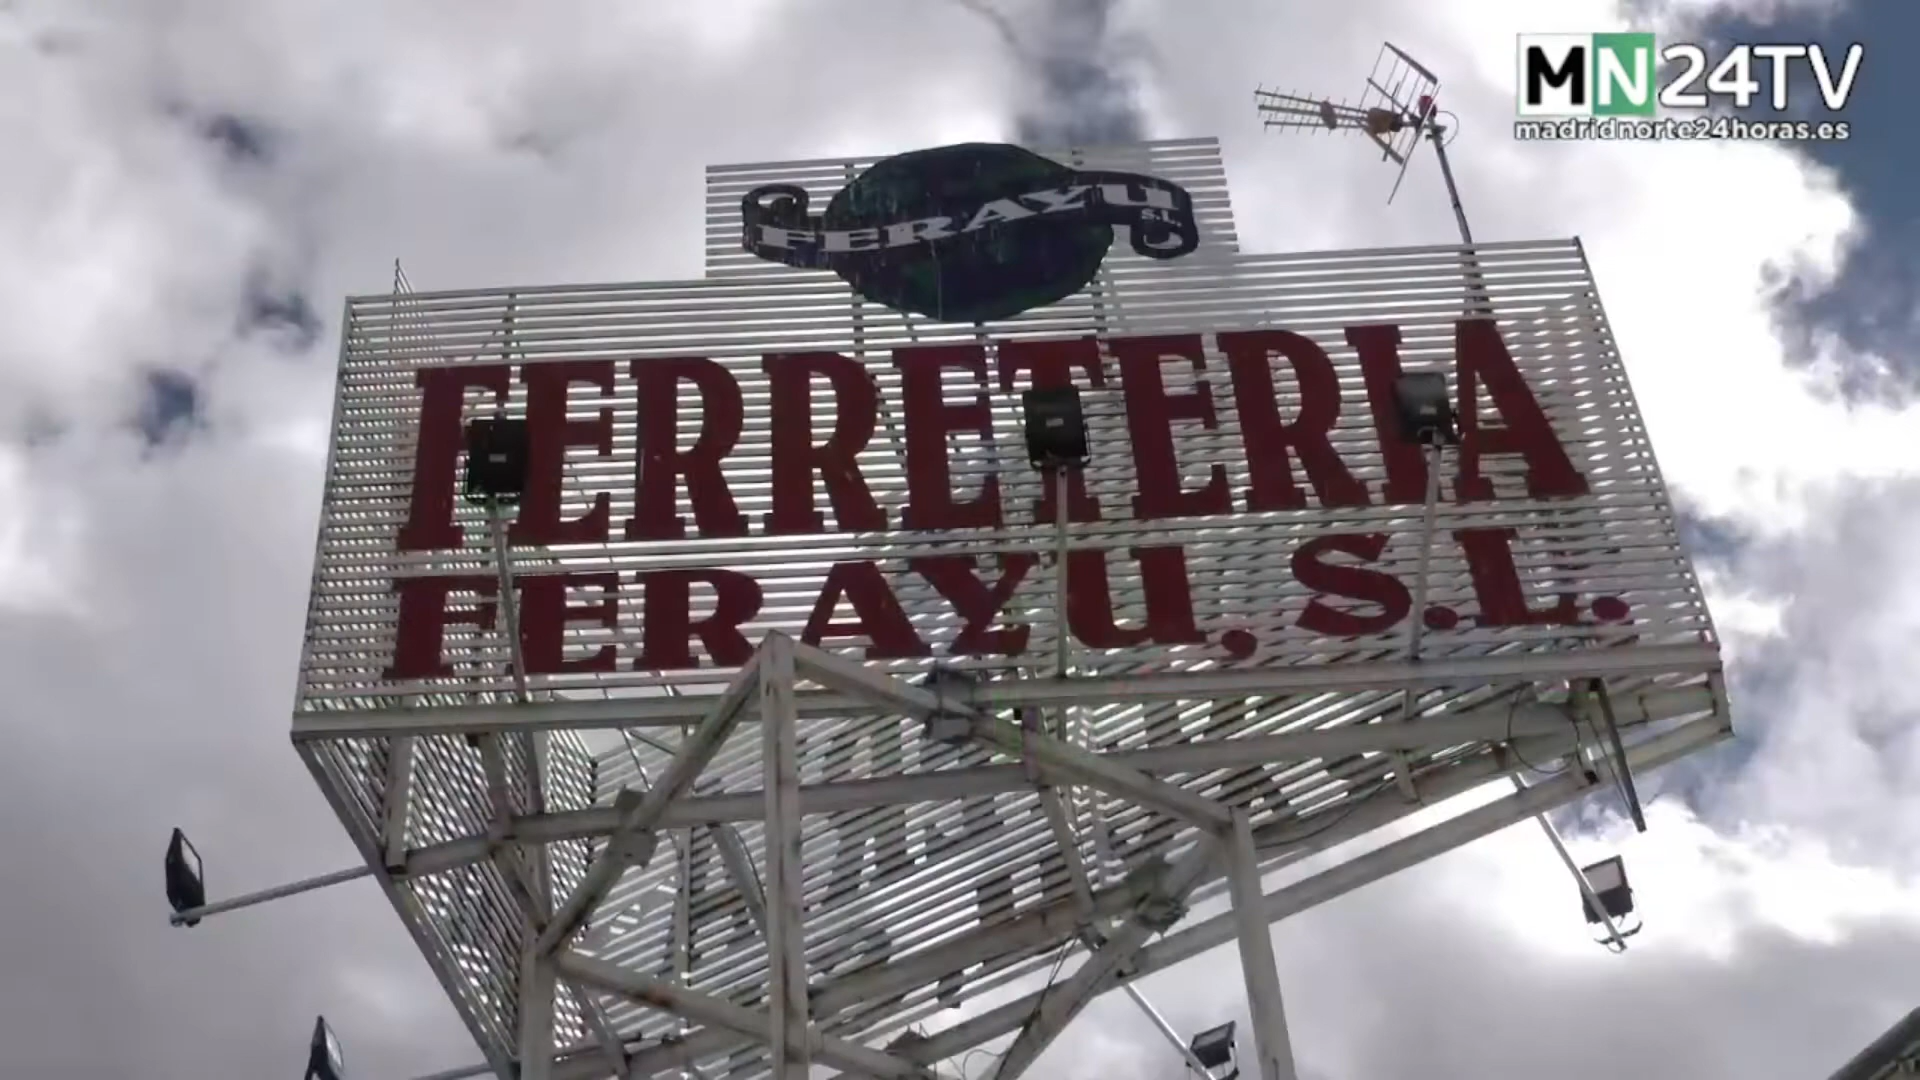 MN24TV
madridnorte24horas.es
FERAYU
S.L.
FERRETERIA
FERAYU. S.L.